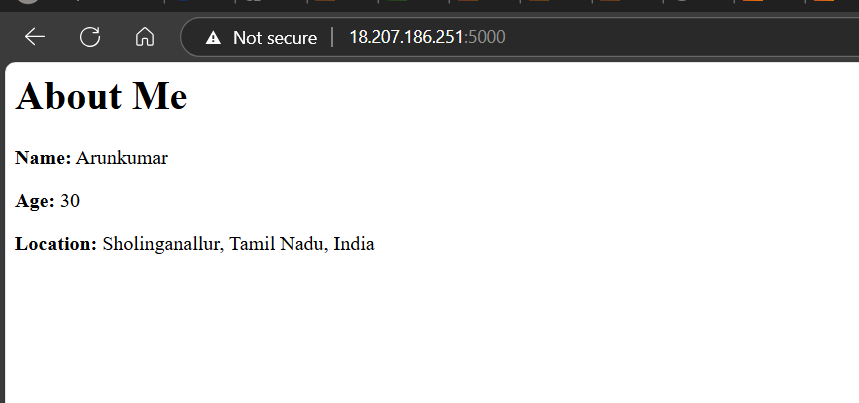 Not secure | 18.207.186.251:5000
About Me
Name: Arunkumar
Age: 30
Location: Sholinganallur, Tamil Nadu, India